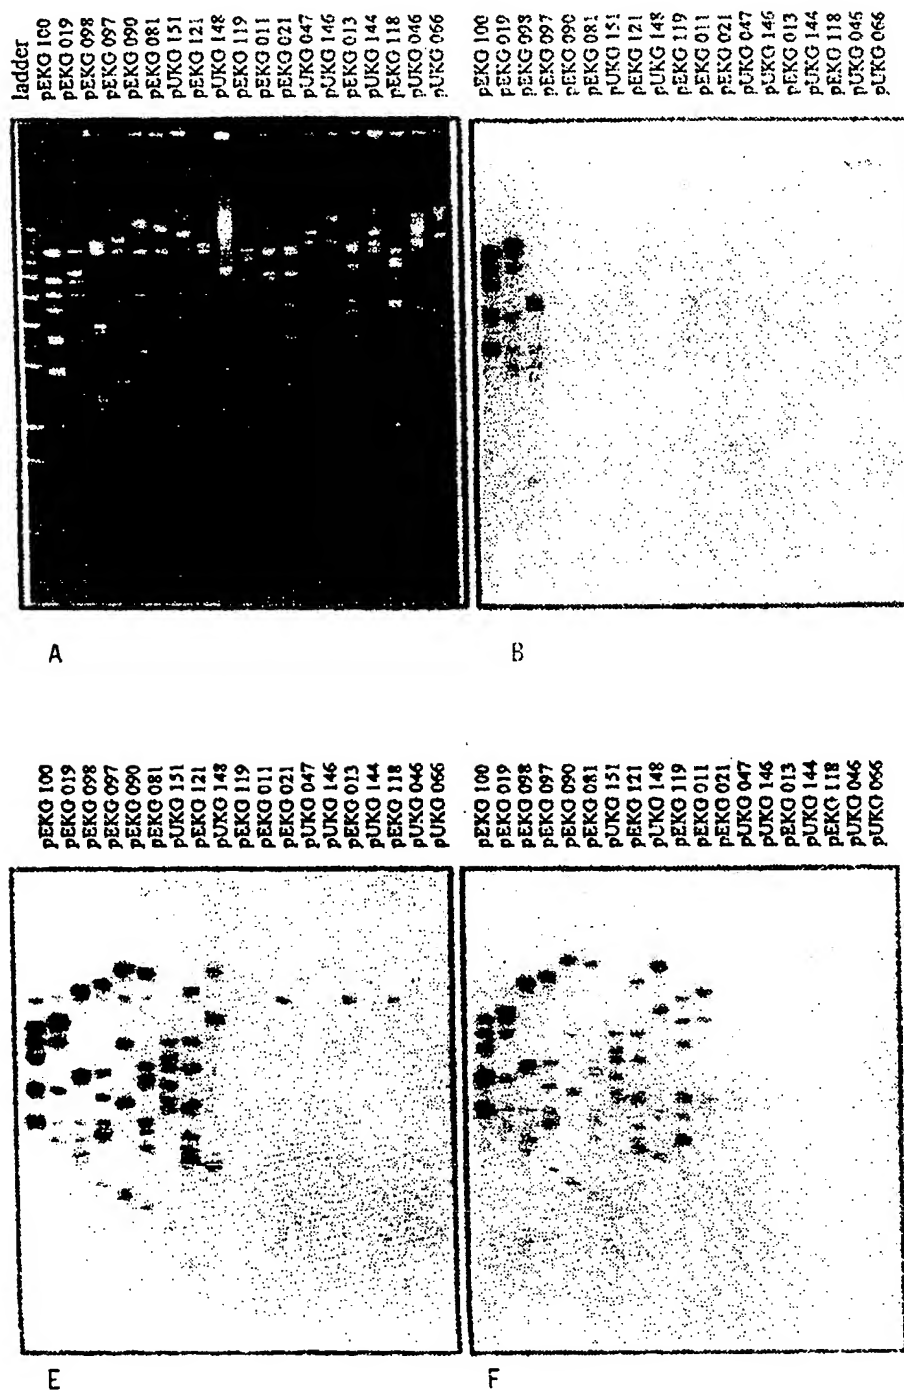 ladder
pEKG 100
pEKG 019
pEKG 098
pEKG 097
pEKG 090
pEKG 081
pUKG 151
pEKG 121
pUKG 148
pEKG 119
pEKG 011
pEKG 021
pUKG 047
pUKG 146
pEKG 013
pUKG 144
pEKG 118
pUKG 046
pUKG 066
A
pEKG 100
pEKG 019
pEKG 098
pEKG 097
pEKG 090
pEKG 081
pUKG 151
pEKG 121
pUKG 148
pEKG 119
pEKG 011
pEKG 021
pUKG 047
pUKG 146
pEKG 013
pUKG 144
pEKG 118
pUKG 046
pUKG 066
B
pEKG 100
pEKG 019
pEKG 098
pEKG 097
pEKG 090
pEKG 081
pUKG 151
pEKG 121
pUKG 148
pEKG 119
pEKG 011
pEKG 021
pUKG 047
pUKG 146
pEKG 013
pUKG 144
pEKG 118
pUKG 046
pUKG 066
E
pEKG 100
pEKG 019
pEKG 098
pEKG 097
pEKG 090
pEKG 081
pUKG 151
pEKG 121
pUKG 148
pEKG 119
pEKG 011
pEKG 021
pUKG 047
pUKG 146
pEKG 013
pUKG 144
pEKG 118
pUKG 046
pUKG 066
F